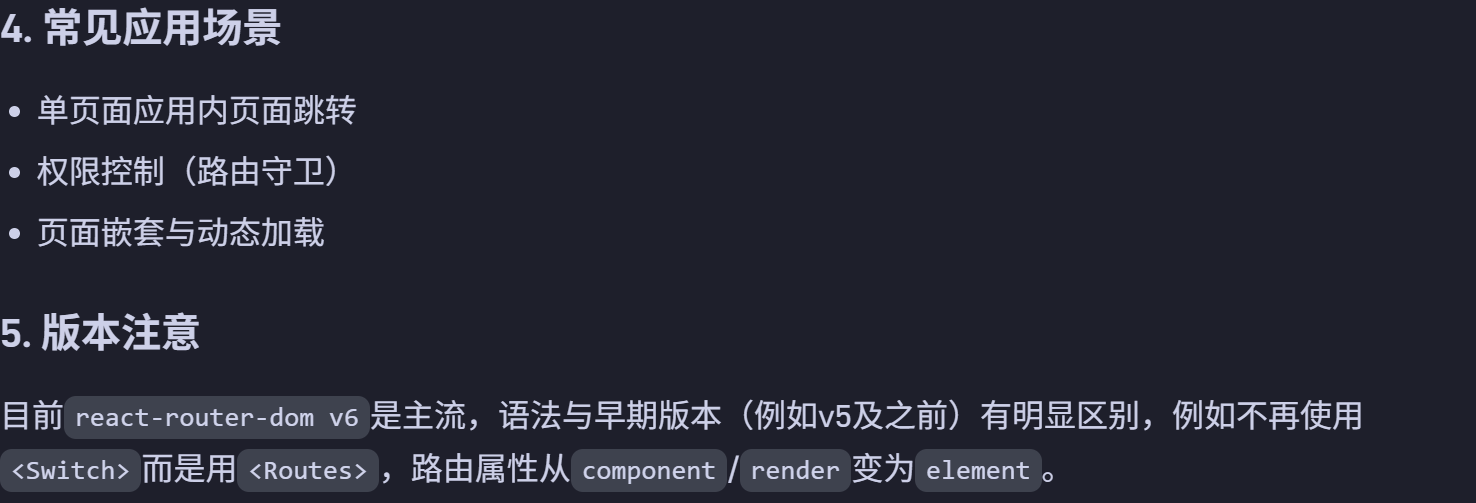 4. 常见应用场景
• 单页面应用内页面跳转
• 权限控制（路由守卫）
• 页面嵌套与动态加载
5. 版本注意
目前 react-router-dom v6 是主流，语法与早期版本（例如v5及之前）有明显区别，例如不再使用
<Switch> 而是用 <Routes> ，路由属性从 component / render 变为 element 。